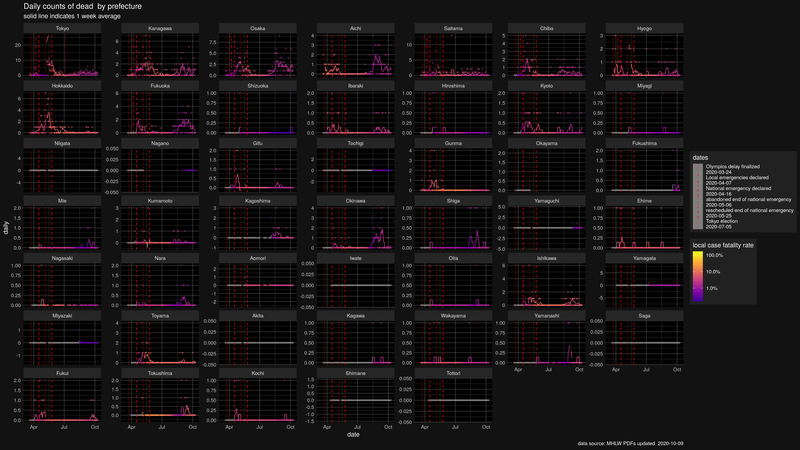 Daily counts of dead by prefecture
solid line indicates 1 week average
Tokyo Kanagawa Osaka Aichi Saitama Chiba Hyogo
Hokkaido Fukuoka Shizuoka Ibaraki Hiroshima Kyoto Miyagi
Niigata Nagano Gifu Tochigi Gunma Okayama Fukushima
Mie Kumamoto Kagoshima Okinawa Shiga Yamaguchi Ehime
Nagasaki Nara Aomori Iwate Oita Ishikawa Yamagata
Miyazaki Toyama Akita Kagawa Wakayama Yamanashi Saga
Fukui Tokushima Kochi Shimane Tottori
Apr Jul Oct
daily
date
dates
Olympics delay finalized
2020-03-24
Local emergencies declared
2020-04-07
National emergency declared
2020-04-16
abandoned end of national emergency
2020-05-06
rescheduled end of national emergency
2020-05-25
Tokyo election
2020-07-05
local case fatality rate
100.0%
10.0%
1.0%
data source: MHLW PDFs updated 2020-10-09